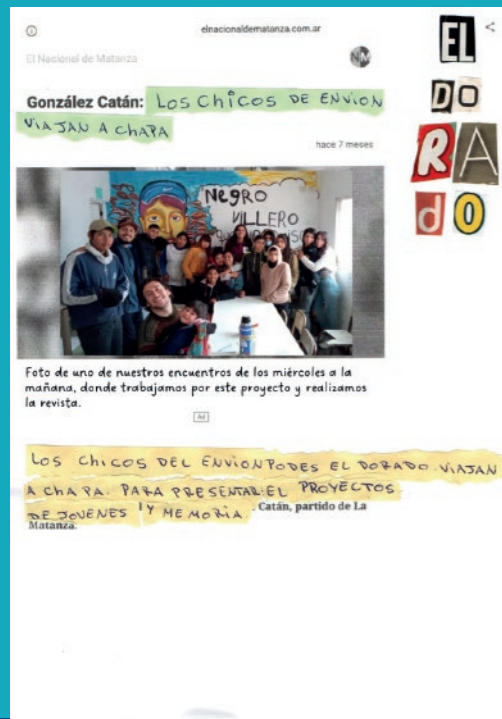 elnacionaldematanza.com.ar
El Nacional de Matanza
NM
González Catán: LOS ChiCOS DE ENVION
ViAJAN A ChAPA
hace 7 meses
EL
DO
RA
dO
NegRO
VILLERO
Foto de uno de nuestros encuentros de los miércoles a la
mañana, donde trabajamos por este proyecto y realizamos
la revista.
Ad
LOS ChiCOS DEL ENVIONPODES EL DORADO.VIAJAN
A ChAPA. PARA PRESENTAR:EL PROYECTOS
DE JOVENES Y MEMORIA. Catán, partido de La
Matanza.